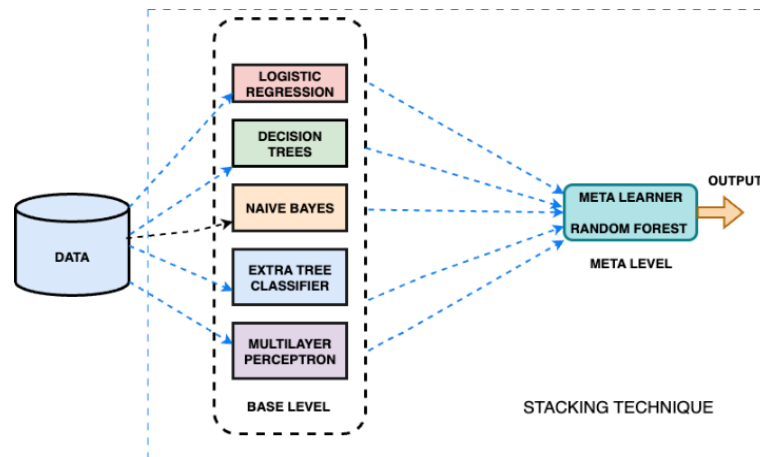 LOGISTIC
REGRESSION
DECISION
TREES
NAIVE BAYES
EXTRA TREE
CLASSIFIER
MULTILAYER
PERCEPTRON
BASE LEVEL
DATA
META LEARNER
RANDOM FOREST
META LEVEL
OUTPUT
STACKING TECHNIQUE